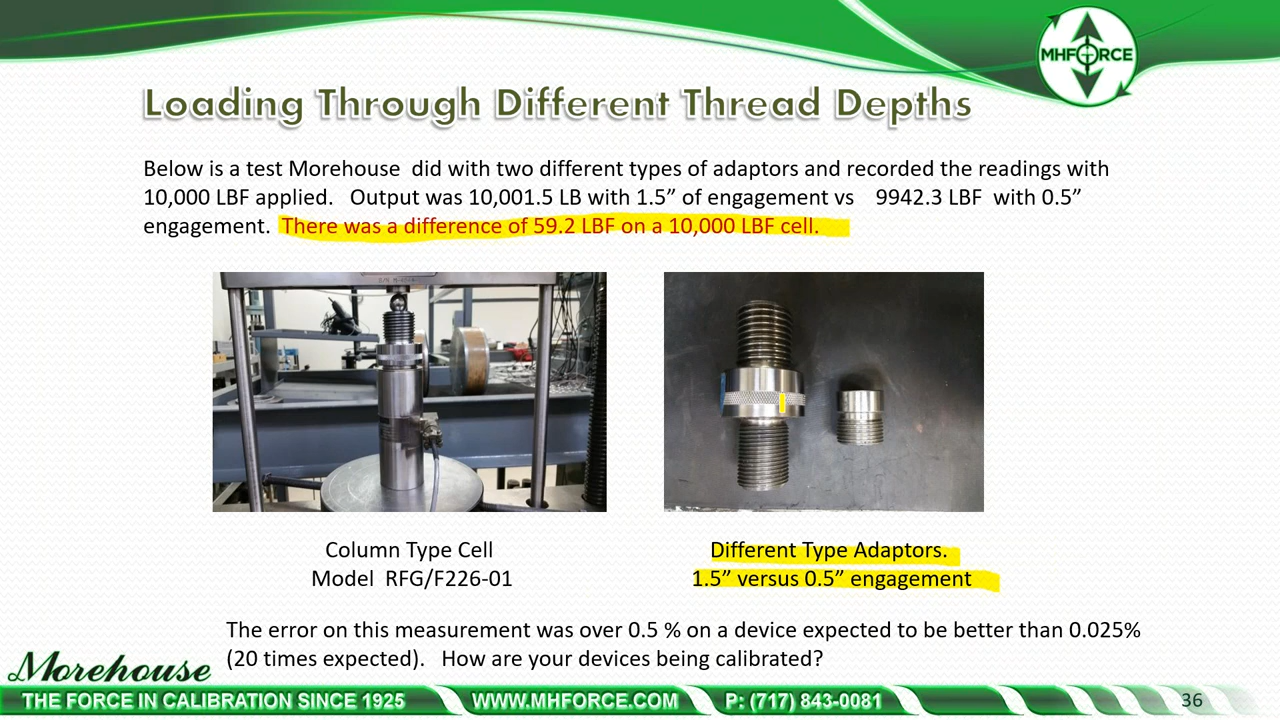 MHFORCE
Loading Through Different Thread Depths
Below is a test Morehouse did with two different types of adaptors and recorded the readings with
10,000 LBF applied. Output was 10,001.5 LB with 1.5” of engagement vs 9942.3 LBF with 0.5”
engagement. There was a difference of 59.2 LBF on a 10,000 LBF cell.
Column Type Cell
Model RFG/F226-01
Different Type Adaptors.
1.5” versus 0.5” engagement
The error on this measurement was over 0.5 % on a device expected to be better than 0.025%
(20 times expected). How are your devices being calibrated?
Morehouse
THE FORCE IN CALIBRATION SINCE 1925 WWW.MHFORCE.COM P: (717) 843-0081 36